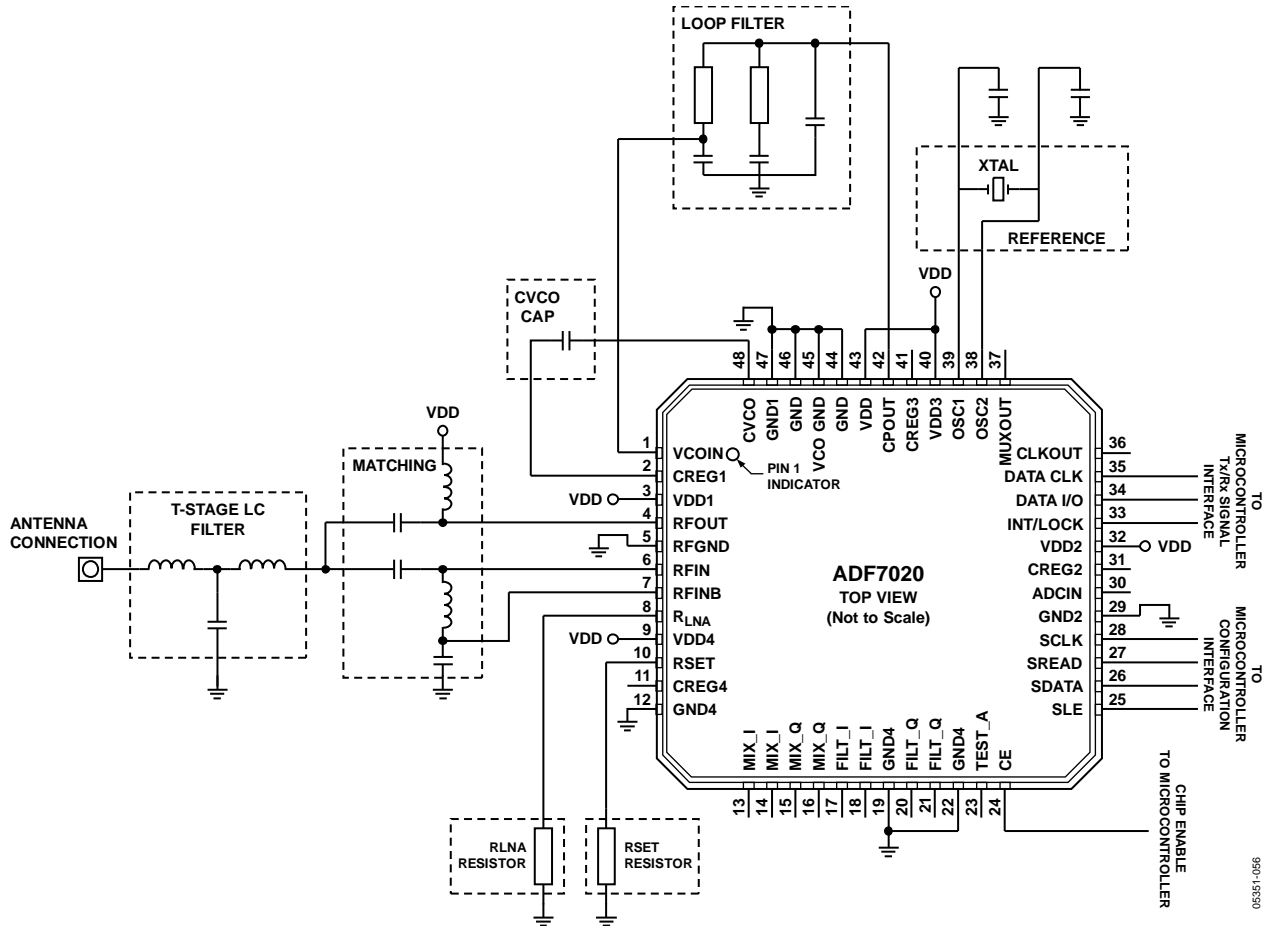 LOOP FILTER
XTAL
REFERENCE
VDD
CVCO
CAP
48
47
46
45
44
43
42
41
40
39
38
37
CVCO
GND1
GND
VCO GND
GND
VDD
CPOUT
CREG3
VDD3
OSC1
OSC2
MUXOUT
VDD
MATCHING
T-STAGE LC
FILTER
ANTENNA
CONNECTION
1 VCOIN
PIN 1
INDICATOR
2 CREG1
VDD 3 VDD1
4 RFOUT
5 RFGND
6 RFIN
7 RFINB
8 RLNA
VDD 9 VDD4
10 RSET
11 CREG4
12 GND4
ADF7020
TOP VIEW
(Not to Scale)
CLKOUT 36
DATA CLK 35
DATA I/O 34
INT/LOCK 33
VDD2 32 VDD
CREG2 31
ADCIN 30
GND2 29
SCLK 28
SREAD 27
SDATA 26
SLE 25
TO
MICROCONTROLLER
Tx/Rx SIGNAL
INTERFACE
TO
MICROCONTROLLER
CONFIGURATION
INTERFACE
MIX_I
MIX_I
MIX_Q
MIX_Q
FILT_I
FILT_I
GND4
FILT_Q
FILT_Q
GND4
TEST_A
CE
13
14
15
16
17
18
19
20
21
22
23
24
CHIP ENABLE
TO MICROCONTROLLER
RLNA
RESISTOR
RSET
RESISTOR
05351-056